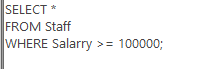 SELECT *
FROM Staff
WHERE Salarry >= 100000;